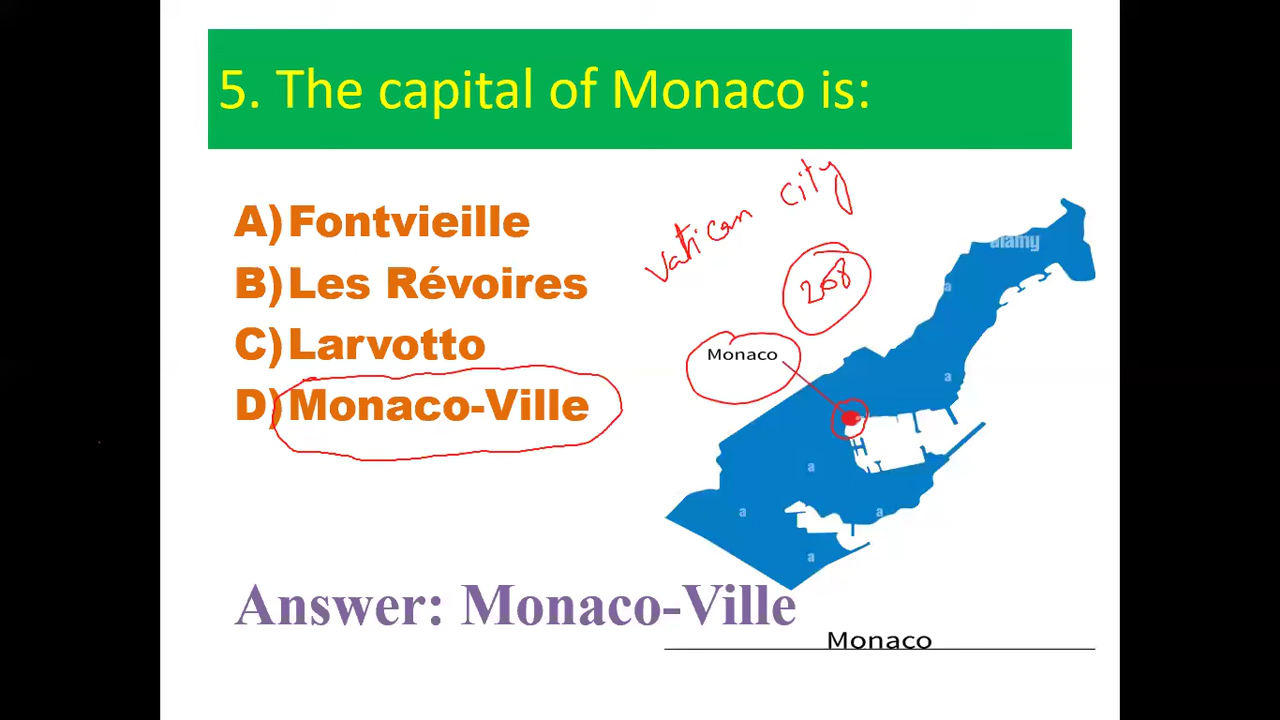 5. The capital of Monaco is:
A) Fontvieille
B) Les Révoires
C) Larvotto
D) Monaco-Ville
Vatican city
268
Monaco
alamy
a
a
a
a
a
a
Answer: Monaco-Ville
Monaco